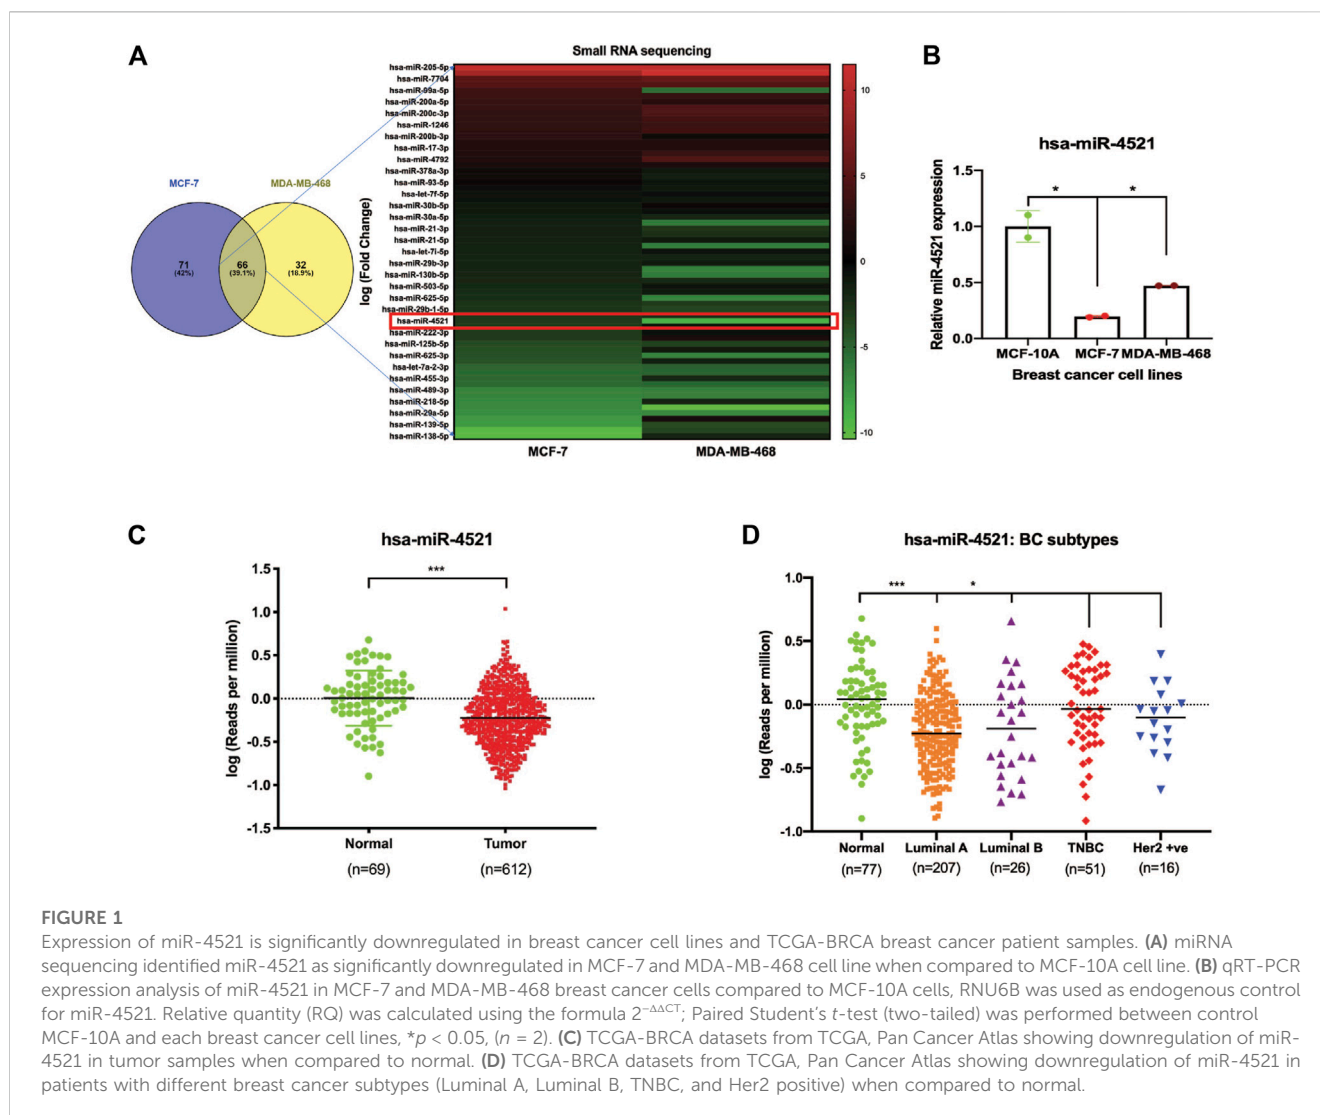 A
Small RNA sequencing
MCF-7
MDA-MB-468
71
(42%)
66
(39.1%)
32
(18.9%)
log (Fold Change)
hsa-miR-205-5p
hsa-miR-7704
hsa-miR-99a-5p
hsa-miR-200a-5p
hsa-miR-200c-3p
hsa-miR-1246
hsa-miR-200b-3p
hsa-miR-17-3p
hsa-miR-4792
hsa-miR-378a-3p
hsa-miR-93-5p
hsa-let-7f-5p
hsa-miR-30b-5p
hsa-miR-30a-5p
hsa-miR-21-3p
hsa-miR-21-5p
hsa-let-7i-5p
hsa-miR-29b-3p
hsa-miR-130b-5p
hsa-miR-503-5p
hsa-miR-625-5p
hsa-miR-29b-1-5p
hsa-miR-4521
hsa-miR-222-3p
hsa-miR-125b-5p
hsa-miR-625-3p
hsa-let-7a-2-3p
hsa-miR-455-3p
hsa-miR-489-3p
hsa-miR-218-5p
hsa-miR-29a-5p
hsa-miR-139-5p
hsa-miR-138-5p
MCF-7
MDA-MB-468
10
5
0
-5
-10
B
hsa-miR-4521
Relative miR-4521 expression
1.5
1.0
0.5
0.0
*
*
MCF-10A
MCF-7
MDA-MB-468
Breast cancer cell lines
C
hsa-miR-4521
log (Reads per million)
1.5
1.0
0.5
0.0
-0.5
-1.0
-1.5
***
Normal
Tumor
(n=69)
(n=612)
D
hsa-miR-4521: BC subtypes
log (Reads per million)
1.0
0.5
0.0
-0.5
-1.0
***
*
Normal
Luminal A
Luminal B
TNBC
Her2 +ve
(n=77)
(n=207)
(n=26)
(n=51)
(n=16)
FIGURE 1
Expression of miR-4521 is significantly downregulated in breast cancer cell lines and TCGA-BRCA breast cancer patient samples. (A) miRNA
sequencing identified miR-4521 as significantly downregulated in MCF-7 and MDA-MB-468 cell line when compared to MCF-10A cell line. (B) qRT-PCR
expression analysis of miR-4521 in MCF-7 and MDA-MB-468 breast cancer cells compared to MCF-10A cells, RNU6B was used as endogenous control
for miR-4521. Relative quantity (RQ) was calculated using the formula 2⁻ΔΔCT; Paired Student's t-test (two-tailed) was performed between control
MCF-10A and each breast cancer cell lines, *p < 0.05, (n = 2). (C) TCGA-BRCA datasets from TCGA, Pan Cancer Atlas showing downregulation of miR-
4521 in tumor samples when compared to normal. (D) TCGA-BRCA datasets from TCGA, Pan Cancer Atlas showing downregulation of miR-4521 in
patients with different breast cancer subtypes (Luminal A, Luminal B, TNBC, and Her2 positive) when compared to normal.